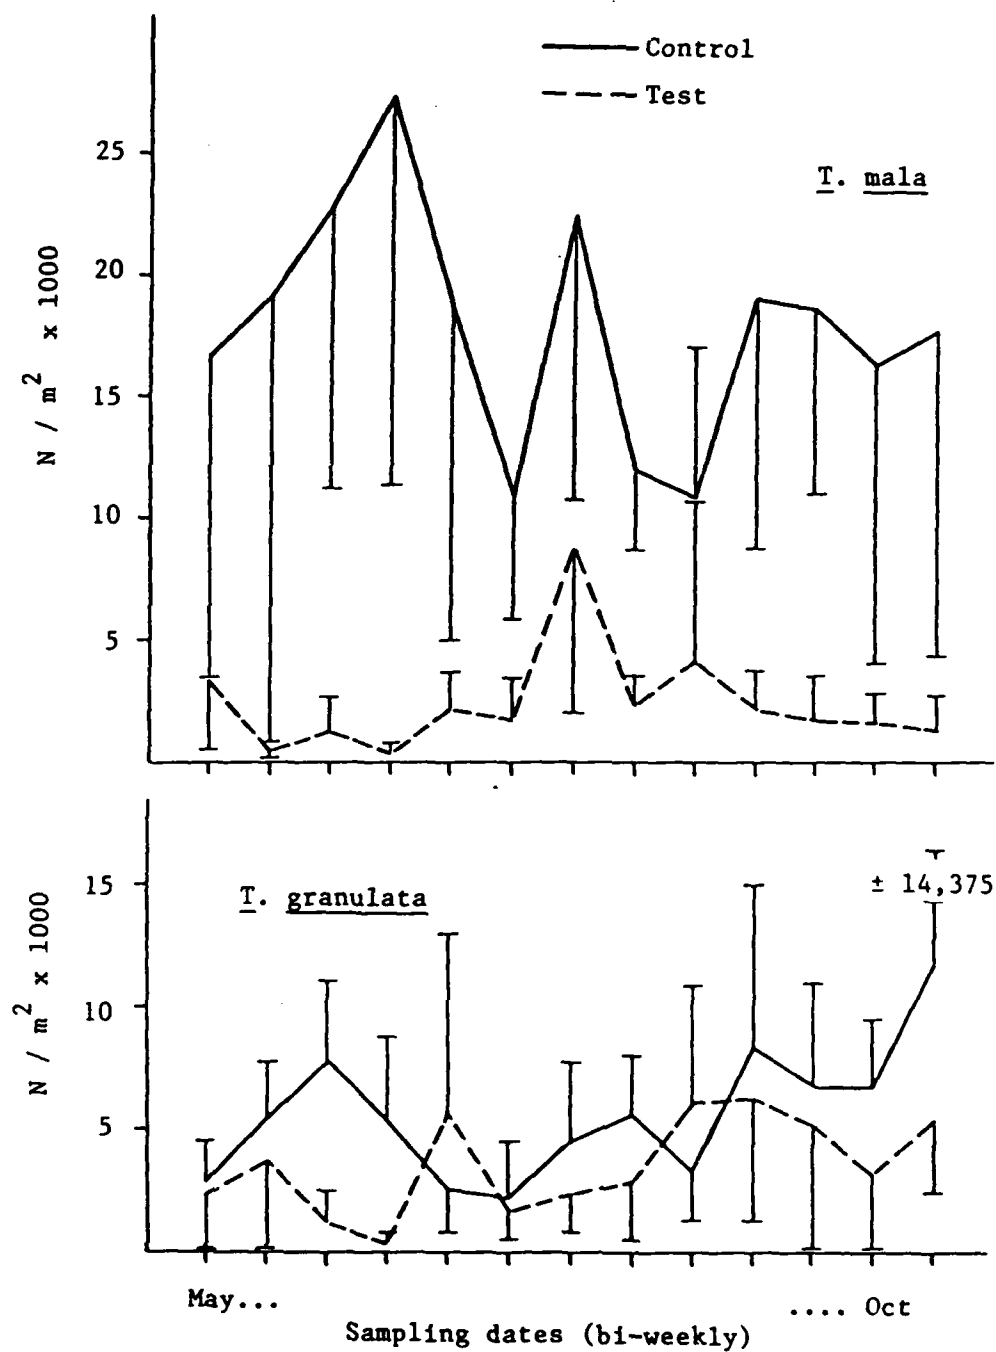 Control
Test
T. mala
25
20
15
10
5
N / m² x 1000
T. granulata
± 14,375
15
10
5
N / m² x 1000
May...
.... Oct
Sampling dates (bi-weekly)